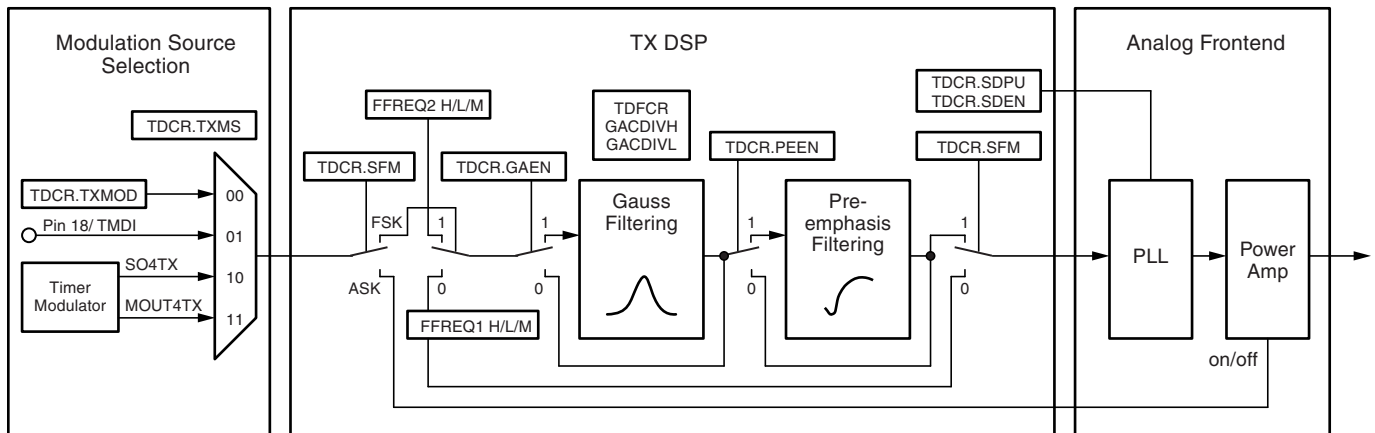 Modulation Source
Selection
TDCR.TXMS
TDCR.TXMOD
Pin 18/ TMDI
Timer
Modulator
SO4TX
MOUT4TX
00
01
10
11
TX DSP
FFREQ2 H/L/M
TDCR.SFM
TDCR.GAEN
FSK
ASK
1
0
FFREQ1 H/L/M
1
0
TDFCR
GACDIVH
GACDIVL
Gauss
Filtering
TDCR.PEEN
1
0
Pre-
emphasis
Filtering
TDCR.SDPU
TDCR.SDEN
TDCR.SFM
1
0
Analog Frontend
PLL
Power
Amp
on/off